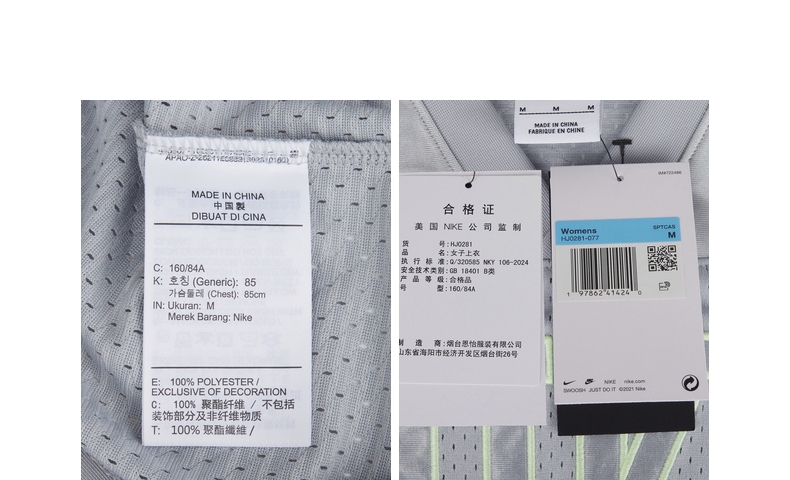 MADE IN CHINA
中國製
DIBUAT DI CINA
C: 160/84A
K: 호칭 (Generic): 85
가슴둘레 (Chest): 85cm
IN: Ukuran: M
Merek Barang: Nike
E: 100% POLYESTER /
EXCLUSIVE OF DECORATION
C: 100% 聚酯纤维 / 不包括
装饰部分及非纤维物质
T: 100% 聚酯纖維 /
M M M
MADE IN CHINA
FABRIQUÉ EN CHINE
合格证
美国 NIKE 公司监制
货 号:HJ0281
品 名:女子上衣
执行标准:Q/320585 NKY 106-2024
安全技术类别:GB 18401 B类
产品等级:合格品
号 型:160/84A
制造商:烟台恩怡服装有限公司
山东省海阳市经济开发区烟台街26号
Womens
HJ0281-077
SPTCAS
M
1 97862 41424 0
NIKE nike.com
SWOOSH JUST DO IT ©2021 Nike